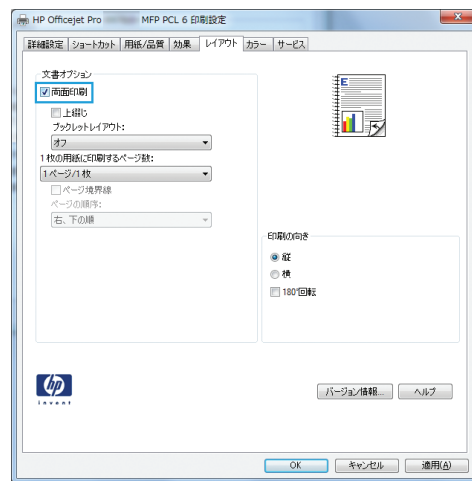 HP Officejet Pro MFP PCL 6 印刷設定
詳細設定 ショートカット 用紙/品質 効果 レイアウト カラー サービス
文書オプション
両面印刷
上綴じ
ブックレットレイアウト:
オフ
1 枚の用紙に印刷するページ数:
1 ページ/1 枚
ページ境界線
ページの順序:
右、下の順
E
印刷の向き
縦
横
180°回転
hp
invent
バージョン情報... ヘルプ
OK キャンセル 適用(A)